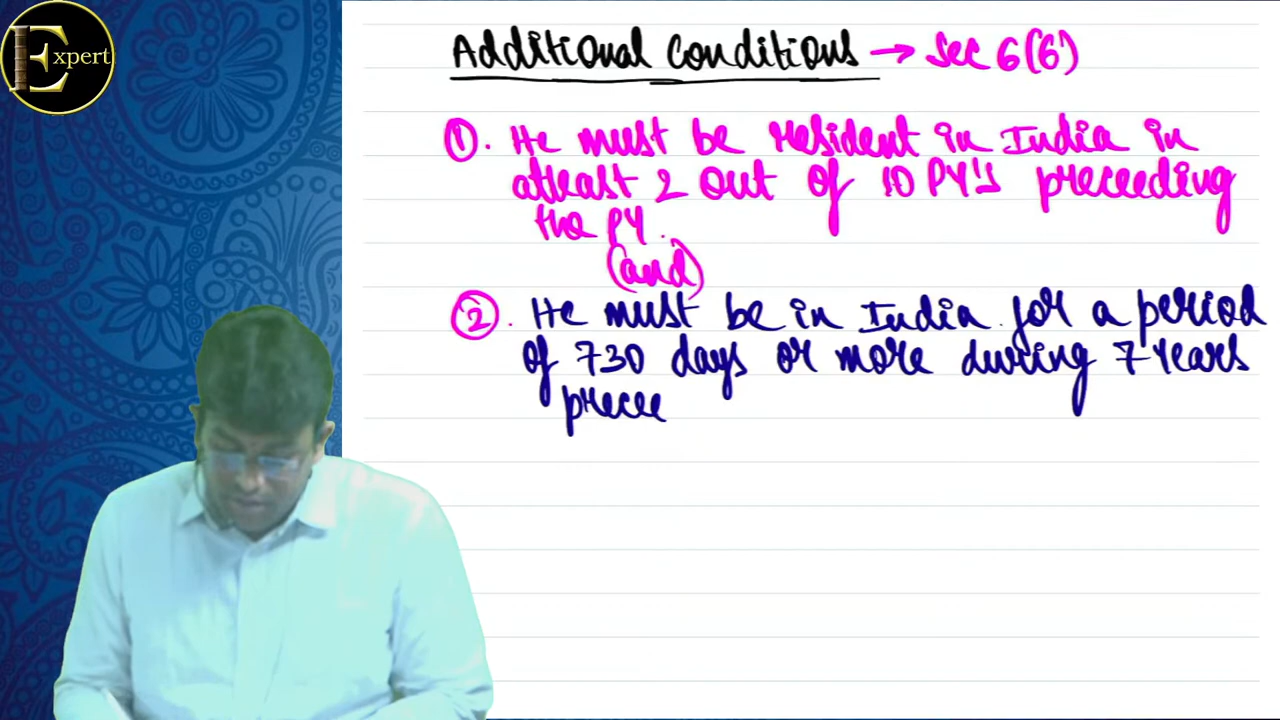 Expert
Additional Conditions → Sec 6(6)
①. He must be resident in India in
atleast 2 out of 10 PY's preceeding
the PY.
(and)
②. He must be in India for a period
of 730 days or more during 7 Years
precee